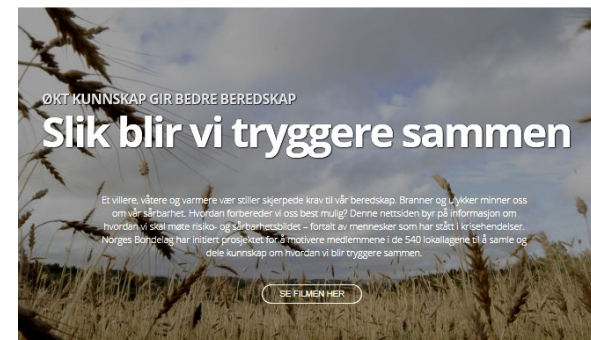 ØKT KUNNSKAP GIR BEDRE BEREDSKAP
Slik blir vi tryggere sammen
Et villere, våtere og varmere vær stiller skjerpede krav til vår beredskap. Branner og ulykker minner oss
om vår sårbarhet. Hvordan forbereder vi oss best mulig? Denne nettsiden byr på informasjon om
hvordan vi skal møte risiko- og sårbarhetsbildet – fortalt av mennesker som har stått i krisehendelser.
Norges Bondelag har initiert prosjektet for å motivere medlemmene i de 540 lokallagene til å samle og
dele kunnskap om hvordan vi blir tryggere sammen.
SE FILMEN HER